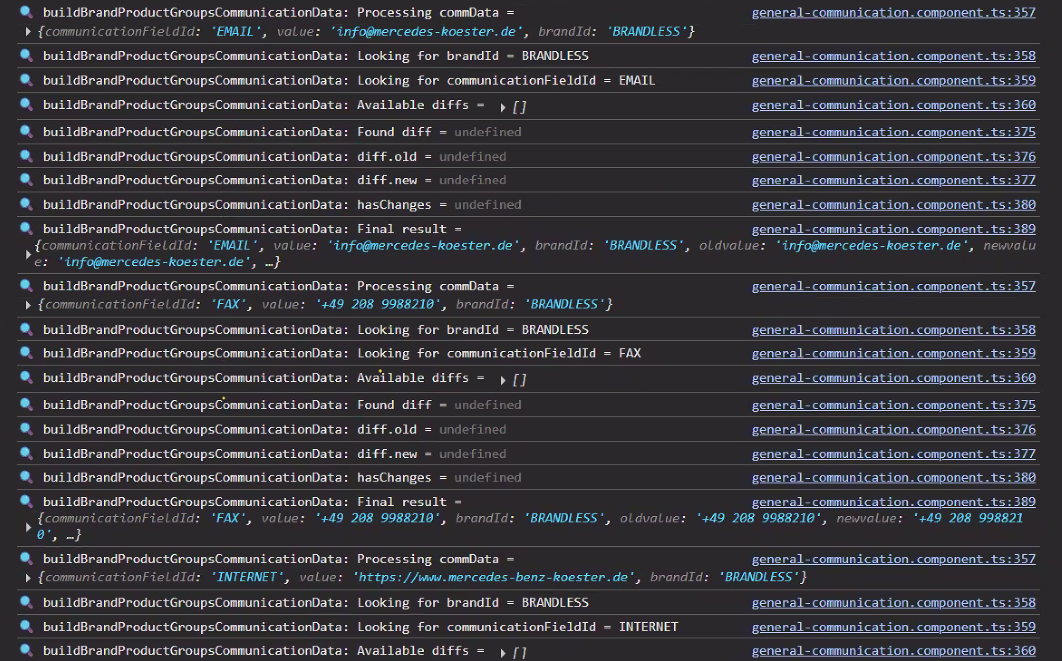 buildBrandProductGroupsCommunicationData: Processing commData = general-communication.component.ts:357
{communicationFieldId: 'EMAIL', value: 'info@mercedes-koester.de', brandId: 'BRANDLESS'}
buildBrandProductGroupsCommunicationData: Looking for brandId = BRANDLESS general-communication.component.ts:358
buildBrandProductGroupsCommunicationData: Looking for communicationFieldId = EMAIL general-communication.component.ts:359
buildBrandProductGroupsCommunicationData: Available diffs = [] general-communication.component.ts:360
buildBrandProductGroupsCommunicationData: Found diff = undefined general-communication.component.ts:375
buildBrandProductGroupsCommunicationData: diff.old = undefined general-communication.component.ts:376
buildBrandProductGroupsCommunicationData: diff.new = undefined general-communication.component.ts:377
buildBrandProductGroupsCommunicationData: hasChanges = undefined general-communication.component.ts:380
buildBrandProductGroupsCommunicationData: Final result = general-communication.component.ts:389
{communicationFieldId: 'EMAIL', value: 'info@mercedes-koester.de', brandId: 'BRANDLESS', oldvalue: 'info@mercedes-koester.de', newvalu
e: 'info@mercedes-koester.de', …}
buildBrandProductGroupsCommunicationData: Processing commData = general-communication.component.ts:357
{communicationFieldId: 'FAX', value: '+49 208 9988210', brandId: 'BRANDLESS'}
buildBrandProductGroupsCommunicationData: Looking for brandId = BRANDLESS general-communication.component.ts:358
buildBrandProductGroupsCommunicationData: Looking for communicationFieldId = FAX general-communication.component.ts:359
buildBrandProductGroupsCommunicationData: Available diffs = [] general-communication.component.ts:360
buildBrandProductGroupsCommunicationData: Found diff = undefined general-communication.component.ts:375
buildBrandProductGroupsCommunicationData: diff.old = undefined general-communication.component.ts:376
buildBrandProductGroupsCommunicationData: diff.new = undefined general-communication.component.ts:377
buildBrandProductGroupsCommunicationData: hasChanges = undefined general-communication.component.ts:380
buildBrandProductGroupsCommunicationData: Final result = general-communication.component.ts:389
{communicationFieldId: 'FAX', value: '+49 208 9988210', brandId: 'BRANDLESS', oldvalue: '+49 208 9988210', newvalue: '+49 208 998821
0', …}
buildBrandProductGroupsCommunicationData: Processing commData = general-communication.component.ts:357
{communicationFieldId: 'INTERNET', value: 'https://www.mercedes-benz-koester.de', brandId: 'BRANDLESS'}
buildBrandProductGroupsCommunicationData: Looking for brandId = BRANDLESS general-communication.component.ts:358
buildBrandProductGroupsCommunicationData: Looking for communicationFieldId = INTERNET general-communication.component.ts:359
buildBrandProductGroupsCommunicationData: Available diffs = [] general-communication.component.ts:360